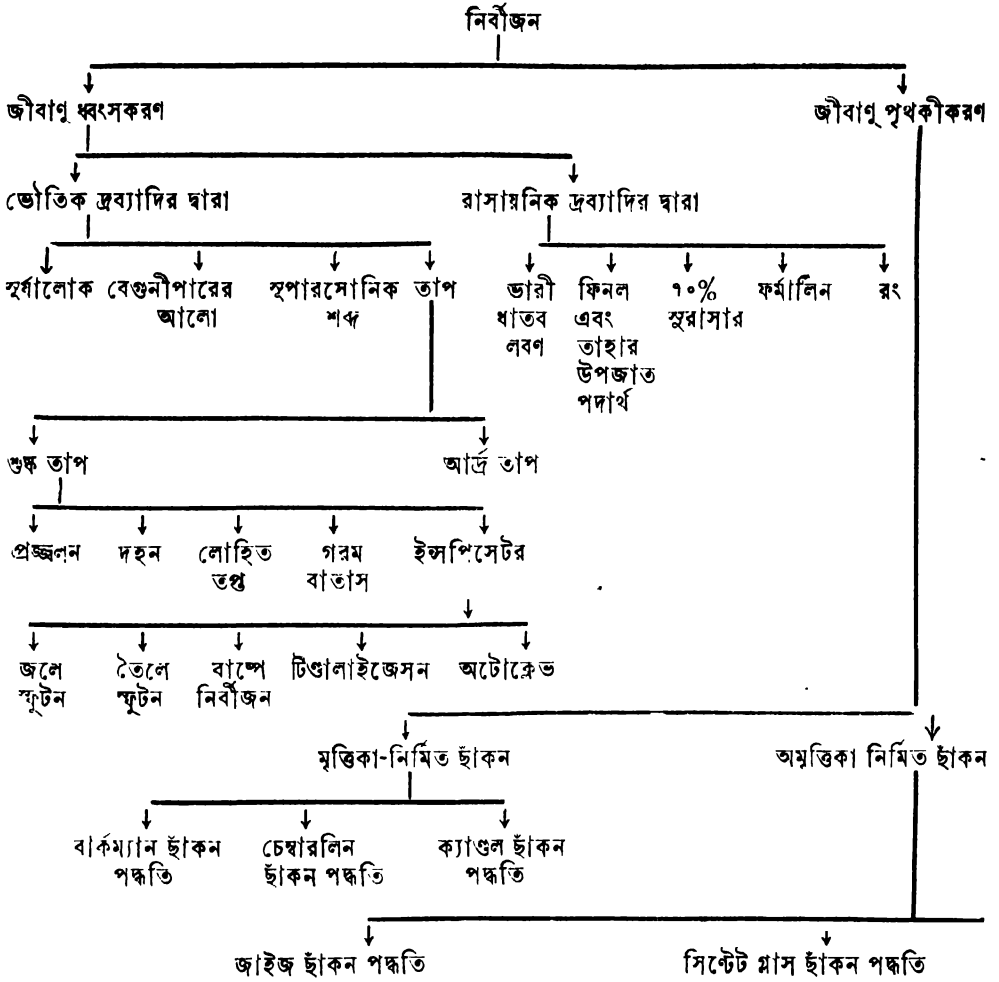 নির্বীজন
জীবাণু ধ্বংসকরণ
জীবাণু পৃথকীকরণ
ভৌতিক দ্রব্যাদির দ্বারা
রাসায়নিক দ্রব্যাদির দ্বারা
সূর্যালোক
বেগুনীপারের
আলো
সুপারসোনিক
শব্দ
তাপ
ভারী
ধাতব
লবণ
ফিনল
এবং
তাহার
উপজাত
পদার্থ
৭০%
সুরাসার
ফর্মালিন
রং
শুষ্ক তাপ
আর্দ্র তাপ
প্রজ্জ্বলন
দহন
লোহিত
তপ্ত
গরম
বাতাস
ইন্সপিসেটর
জলে
স্ফুটন
তৈলে
স্ফুটন
বাষ্পে
নির্বীজন
টিণ্ডালাইজেসন
অটোক্লেভ
মৃত্তিকা-নির্মিত ছাঁকন
অমৃত্তিকা নির্মিত ছাঁকন
বার্কম্যান ছাঁকন
পদ্ধতি
চেম্বারলিন
ছাঁকন পদ্ধতি
ক্যাণ্ডল ছাঁকন
পদ্ধতি
জাইজ ছাঁকন পদ্ধতি
সিণ্টেট গ্লাস ছাঁকন পদ্ধতি